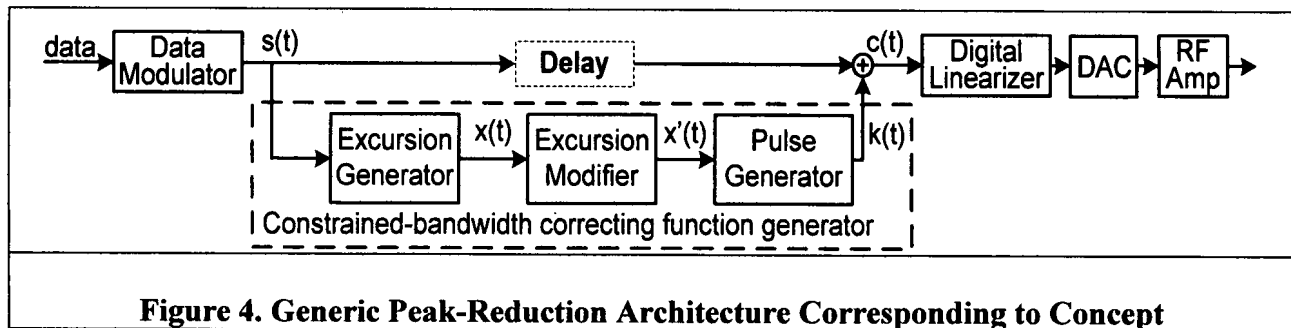 data
Data
Modulator
s(t)
Delay
c(t)
Digital
Linearizer
DAC
RF
Amp
Excursion
Generator
x(t)
Excursion
Modifier
x'(t)
Pulse
Generator
k(t)
Constrained-bandwidth correcting function generator
Figure 4. Generic Peak-Reduction Architecture Corresponding to Concept